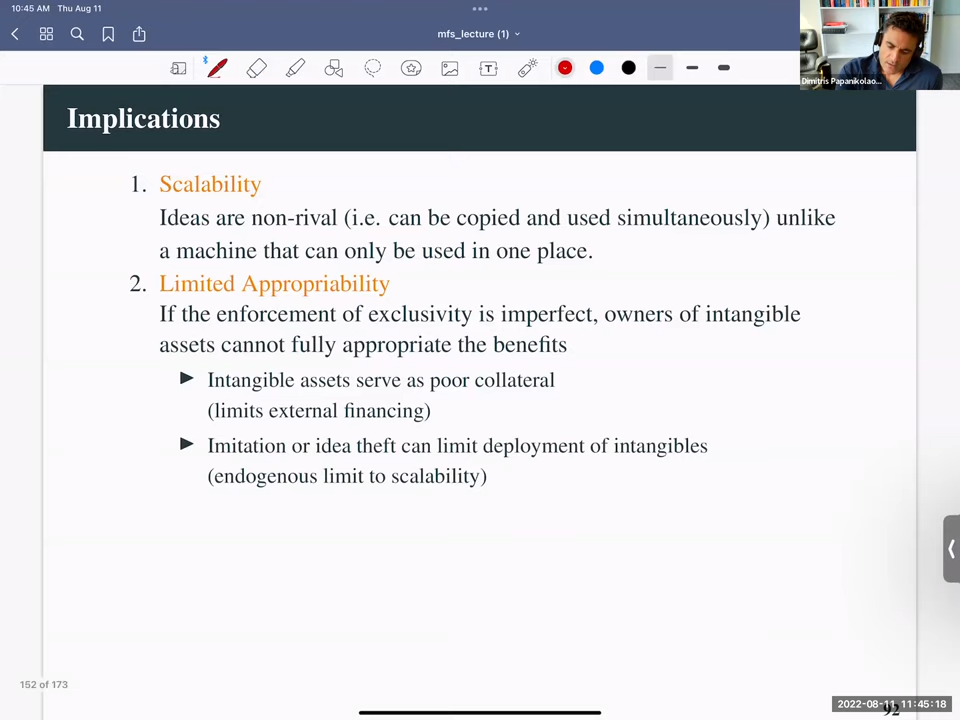 10:45 AM Thu Aug 11
mfs_lecture (1)
T
Dimitris Papanikolao...
Implications
1. Scalability
Ideas are non-rival (i.e. can be copied and used simultaneously) unlike
a machine that can only be used in one place.
2. Limited Appropriability
If the enforcement of exclusivity is imperfect, owners of intangible
assets cannot fully appropriate the benefits
Intangible assets serve as poor collateral
(limits external financing)
Imitation or idea theft can limit deployment of intangibles
(endogenous limit to scalability)
152 of 173
2022-08-11 11:45:18
92